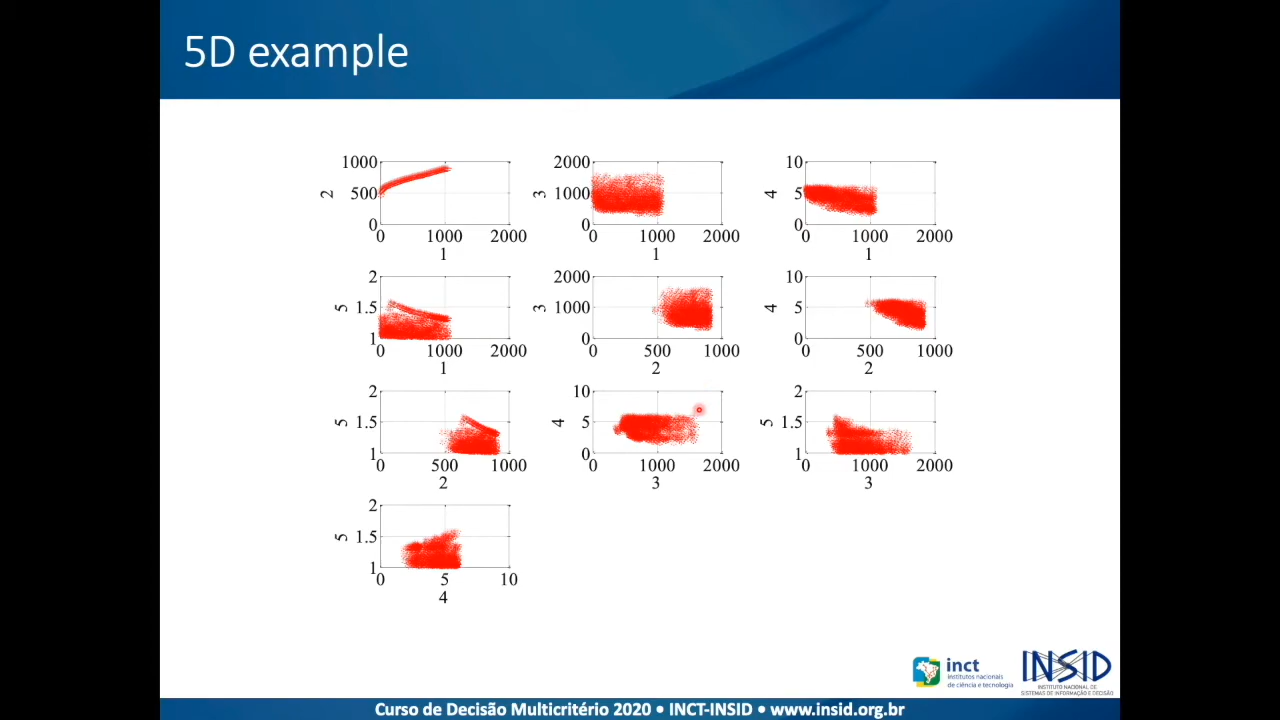 5D example
1000
500
0
2
0 1000 2000
1
2000
1000
0
3
0 1000 2000
1
10
5
0
4
0 1000 2000
1
2
1.5
1
5
0 1000 2000
1
2000
1000
0
3
0 500 1000
2
10
5
0
4
0 500 1000
2
2
1.5
1
5
0 500 1000
2
10
5
0
4
0 1000 2000
3
2
1.5
1
5
0 1000 2000
3
2
1.5
1
5
0 5 10
4
inct
institutos nacionais
de ciência e tecnologia
INSID
INSTITUTO NACIONAL DE
SISTEMAS DE INFORMAÇÃO E DECISÃO
Curso de Decisão Multicritério 2020 • INCT-INSID • www.insid.org.br